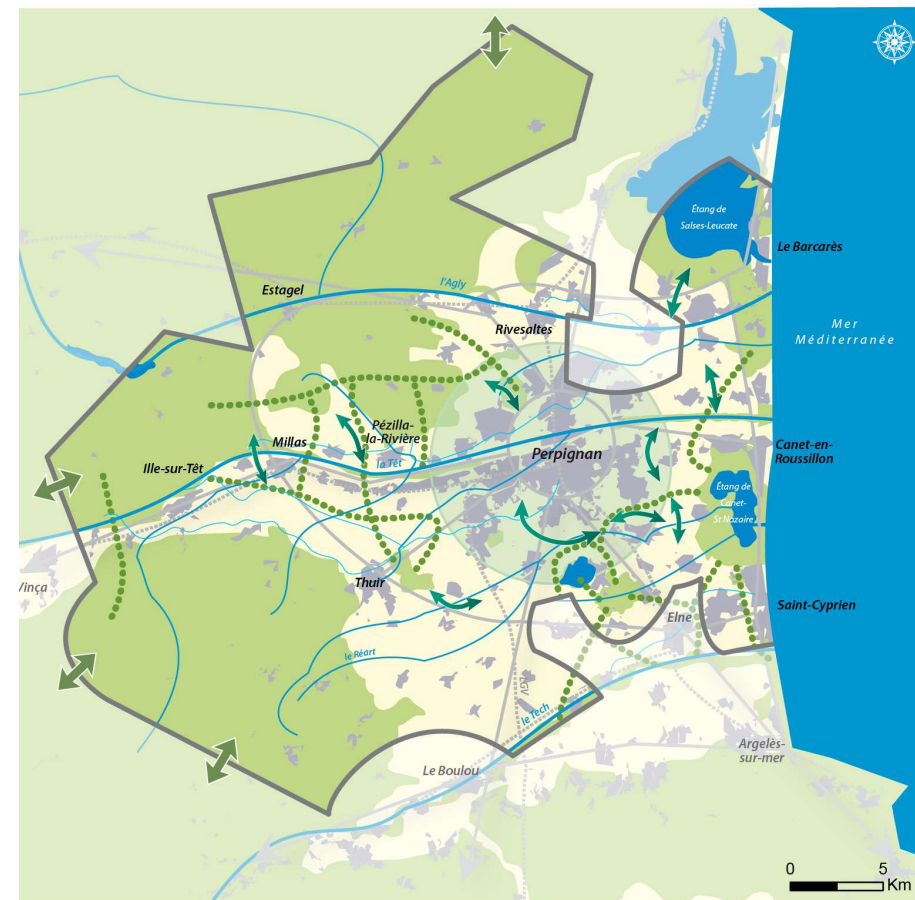 Étang de
Salses-Leucate
Le Barcarès
Estagel
l'Agly
Rivesaltes
Mer
Méditerranée
Pézilla-
la-Rivière
Millas
Ille-sur-Têt
la Têt
Perpignan
Canet-en-
Roussillon
Étang de
Canet-
St Nazaire
Vinça
Thuir
Saint-Cyprien
Elne
le Réart
LGV
le Tech
Argelès-
sur-mer
Le Boulou
0 5
Km